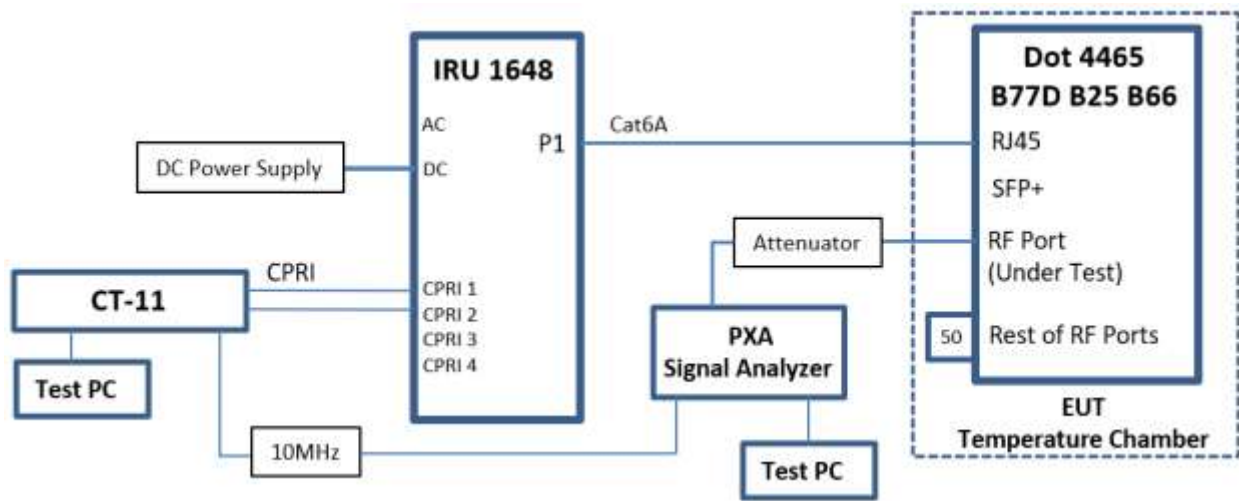 IRU 1648
AC
DC
P1
CPRI 1
CPRI 2
CPRI 3
CPRI 4
DC Power Supply
CPRI
CT-11
Test PC
10MHz
Cat6A
Attenuator
PXA
Signal Analyzer
Test PC
Dot 4465
B77D B25 B66
RJ45
SFP+
RF Port
(Under Test)
50
Rest of RF Ports
EUT
Temperature Chamber